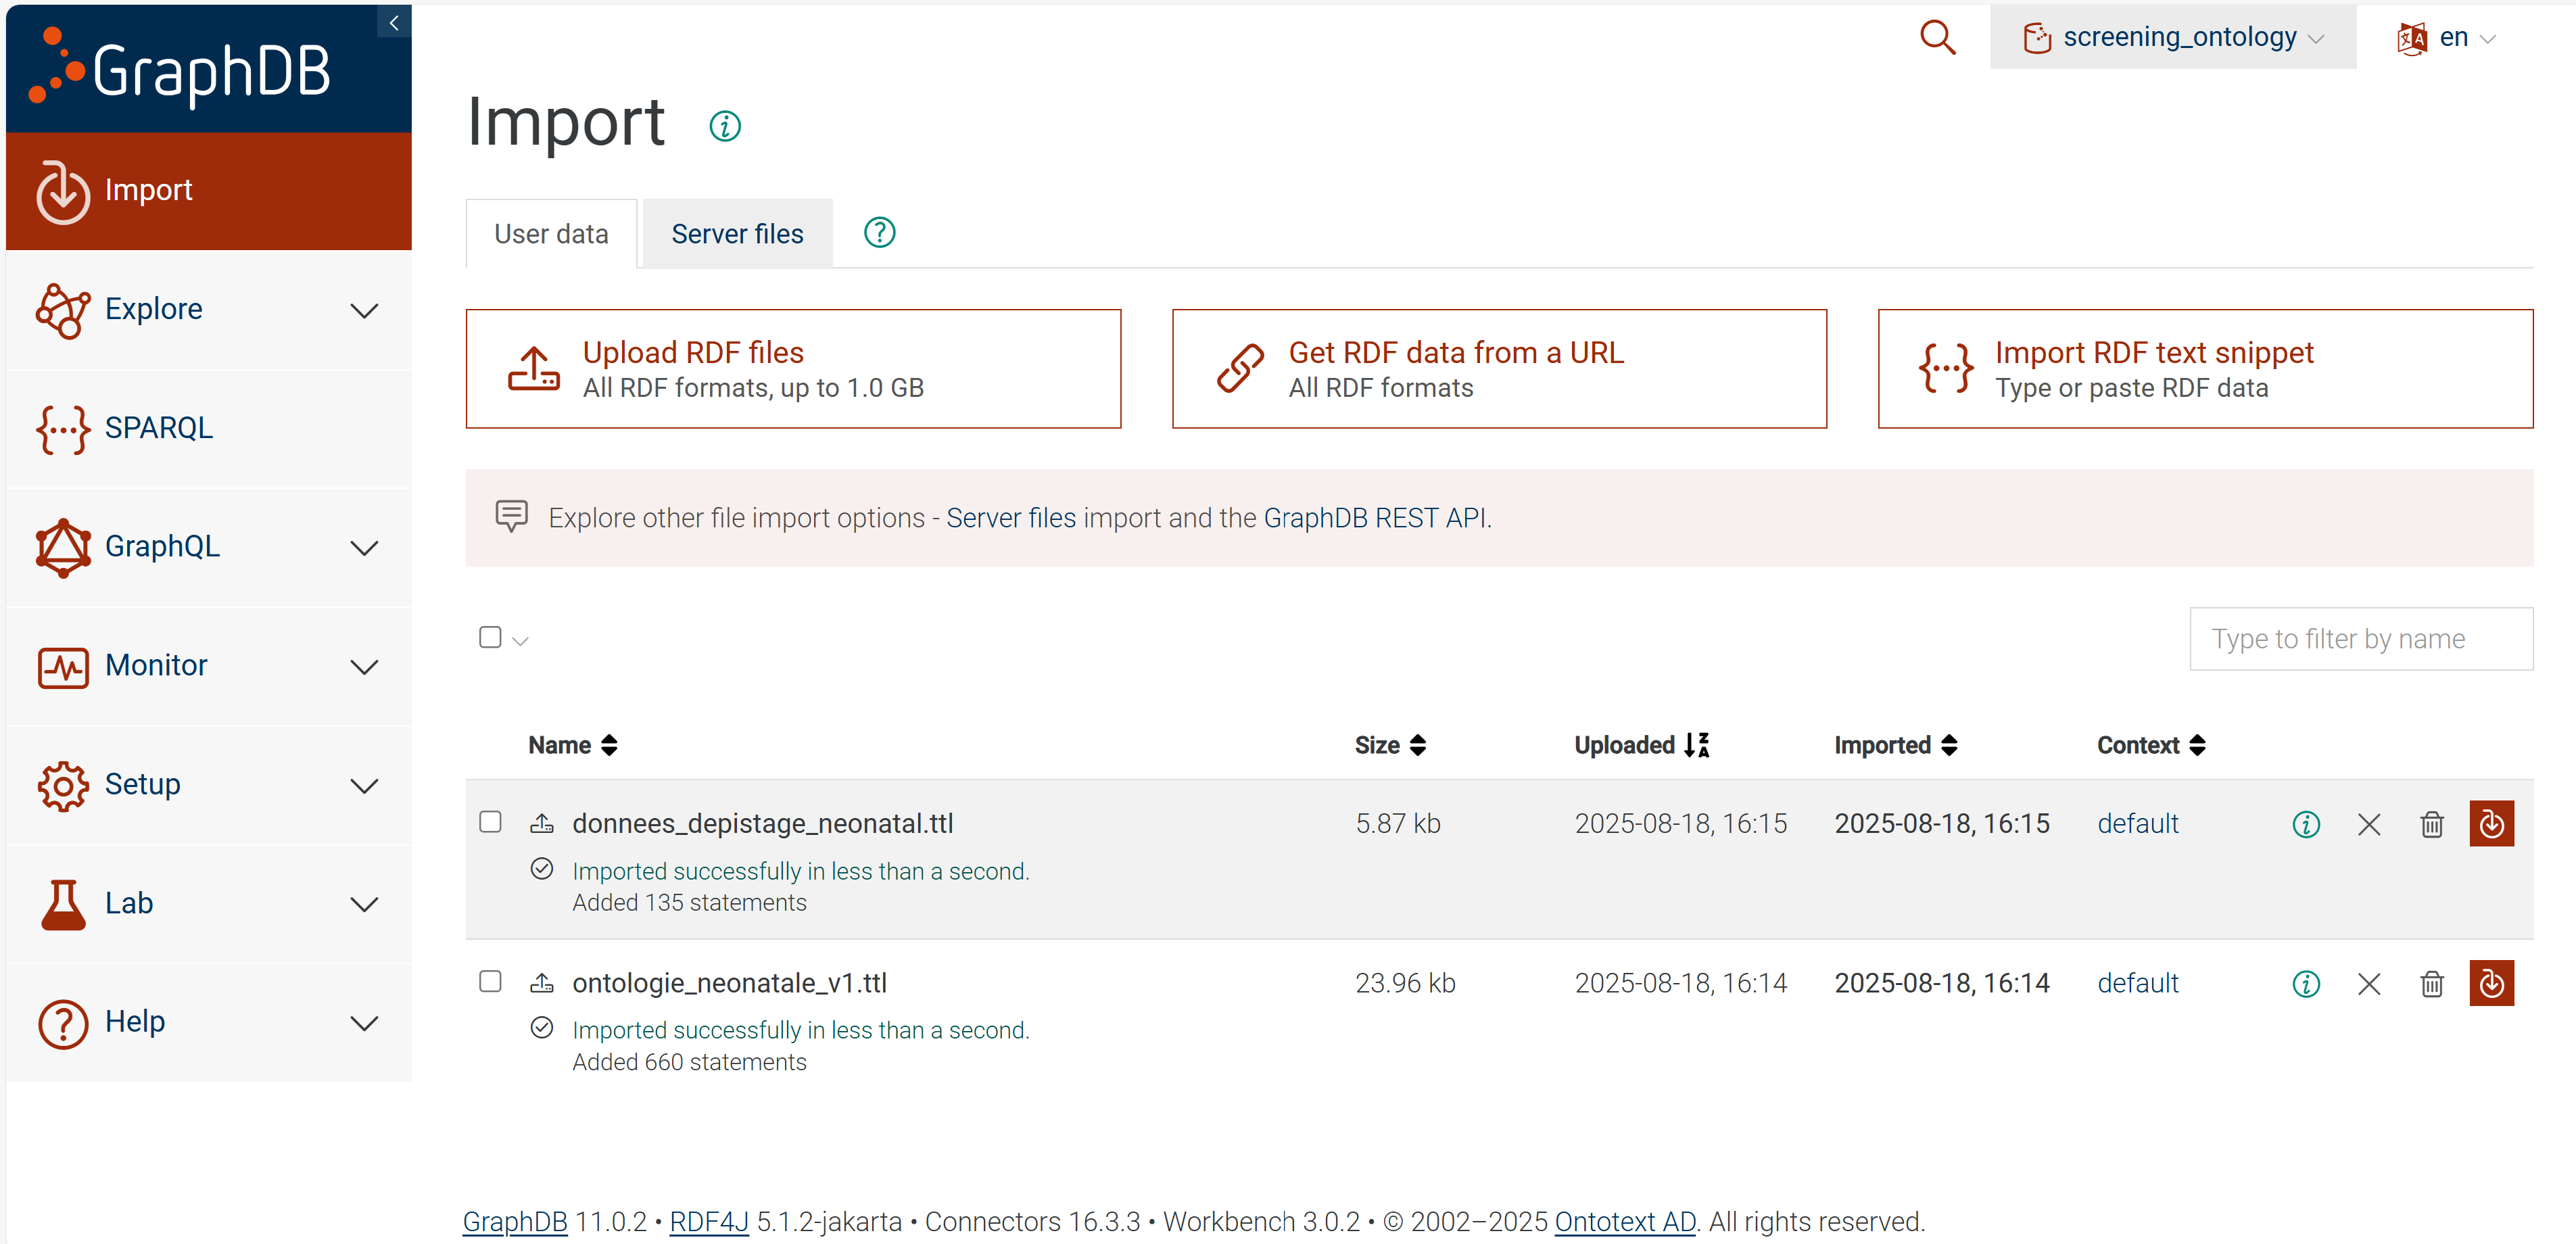 GraphDB
screening_ontology
en
Import
Import
User data
Server files
Explore
SPARQL
GraphQL
Monitor
Setup
Lab
Help
Upload RDF files
All RDF formats, up to 1.0 GB
Get RDF data from a URL
All RDF formats
Import RDF text snippet
Type or paste RDF data
Explore other file import options - Server files import and the GraphDB REST API.
Type to filter by name
Name Size Uploaded Imported Context
donnees_depistage_neonatal.ttl 5.87 kb 2025-08-18, 16:15 2025-08-18, 16:15 default
Imported successfully in less than a second.
Added 135 statements
ontologie_neonatale_v1.ttl 23.96 kb 2025-08-18, 16:14 2025-08-18, 16:14 default
Imported successfully in less than a second.
Added 660 statements
GraphDB 11.0.2 • RDF4J 5.1.2-jakarta • Connectors 16.3.3 • Workbench 3.0.2 • © 2002–2025 Ontotext AD. All rights reserved.